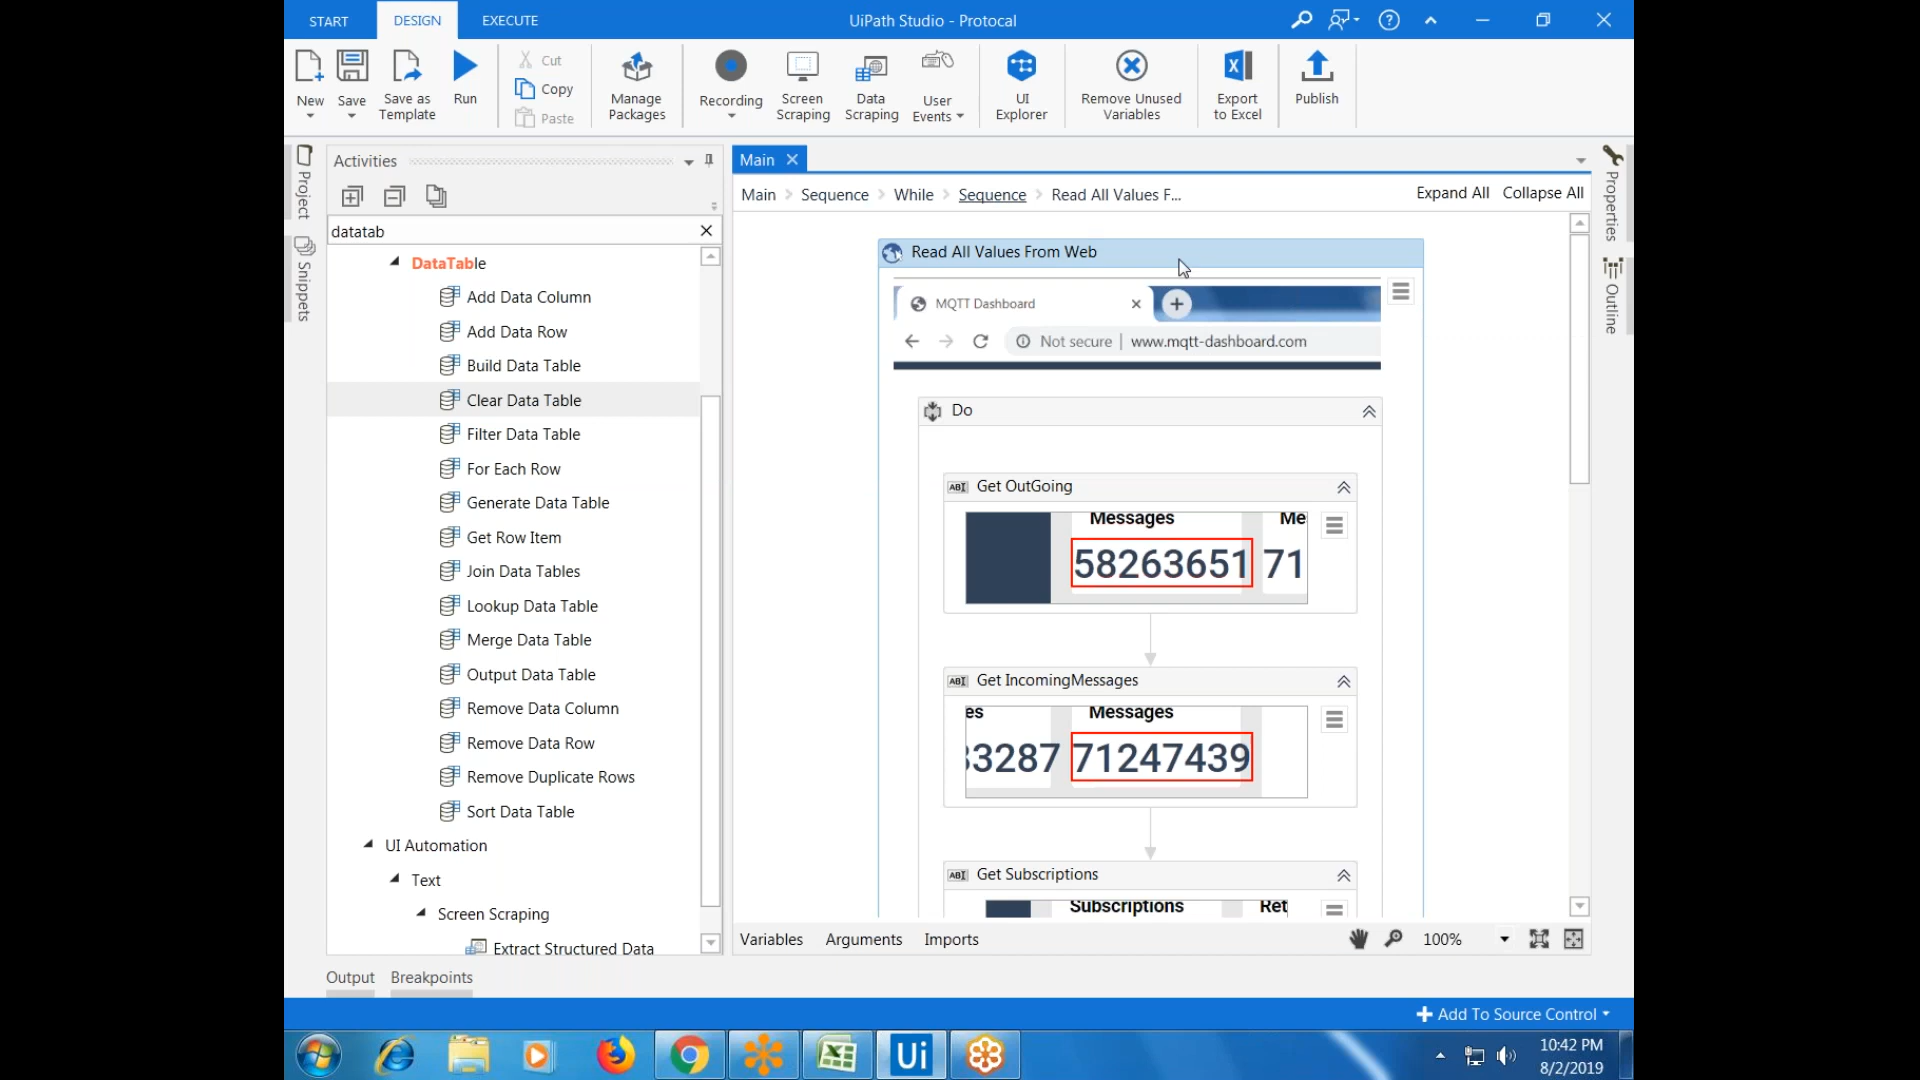 START
DESIGN
EXECUTE
UiPath Studio - Protocal
New
Save
Save as
Template
Run
Cut
Copy
Paste
Manage
Packages
Recording
Screen
Scraping
Data
Scraping
User
Events
UI
Explorer
Remove Unused
Variables
Export
to Excel
Publish
Project
Snippets
Activities
datatab
DataTable
Add Data Column
Add Data Row
Build Data Table
Clear Data Table
Filter Data Table
For Each Row
Generate Data Table
Get Row Item
Join Data Tables
Lookup Data Table
Merge Data Table
Output Data Table
Remove Data Column
Remove Data Row
Remove Duplicate Rows
Sort Data Table
UI Automation
Text
Screen Scraping
Extract Structured Data
Main
Main > Sequence > While > Sequence > Read All Values F...
Expand All Collapse All
Read All Values From Web
MQTT Dashboard
Not secure | www.mqtt-dashboard.com
Do
ABI Get OutGoing
Messages Me
58263651 71
ABI Get IncomingMessages
es Messages
33287 71247439
ABI Get Subscriptions
Subscriptions Ret
Variables Arguments Imports
100%
Properties
Outline
Output Breakpoints
Add To Source Control
Ui
10:42 PM
8/2/2019